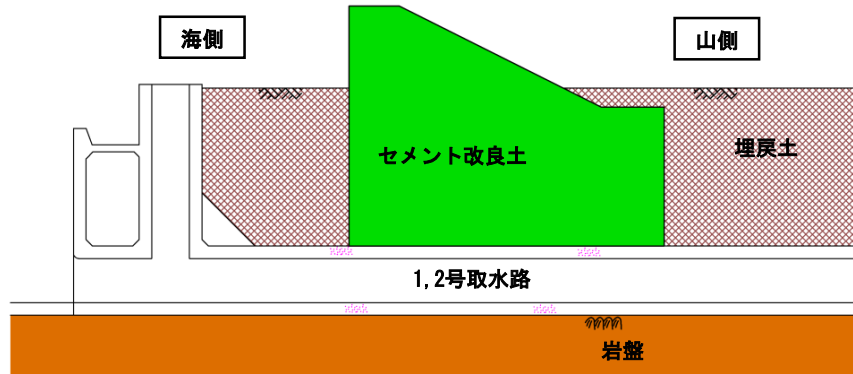 海側
山側
セメント改良土
埋戻土
1,2号取水路
岩盤